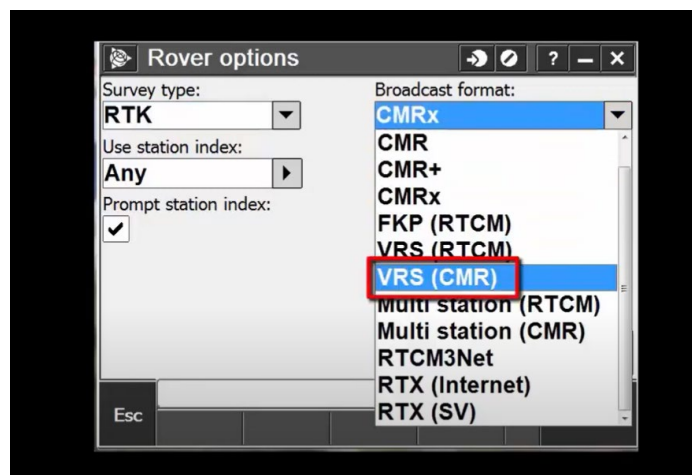 Rover options
?
Survey type:
RTK
Use station index:
Any
Prompt station index:
Broadcast format:
CMRx
CMR
CMR+
CMRx
FKP (RTCM)
VRS (RTCM)
VRS (CMR)
Multi station (RTCM)
Multi station (CMR)
RTCM3Net
RTX (Internet)
RTX (SV)
Esc